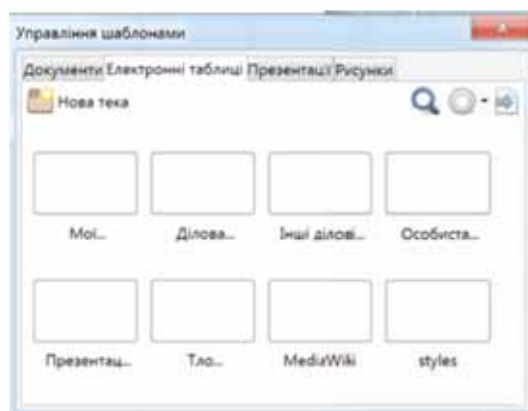 Управління шаблонами
Документи Електронні таблиці Презентації Рисунки
Нова тека
Мої... Ділова... Інші ділові... Особиста...
Презентац... Тло... MediaWiki styles